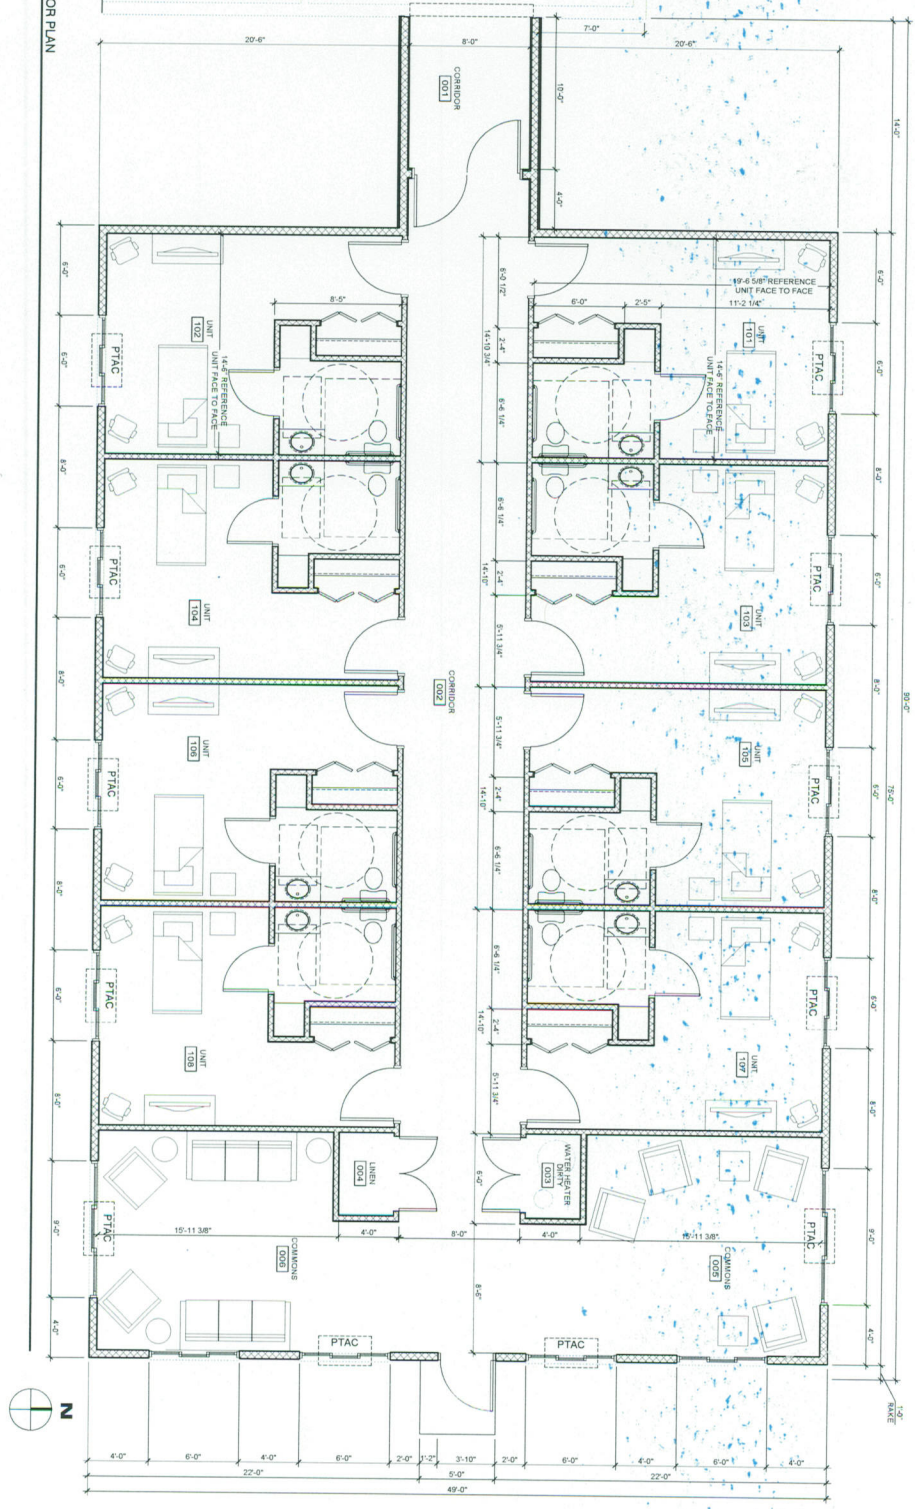 OR PLAN
20'-6"
8'-0"
7'-0"
20'-6"
14'-0"
10'-0"
4'-0"
CORRIDOR
001
6'-0"
6'-0"
8'-0"
6'-0"
8'-0"
6'-0"
8'-0"
6'-0"
8'-0"
9'-0"
4'-0"
UNIT
102
PTAC
14'-6" REFERENCE
UNIT FACE TO FACE
8'-5"
6'-0 1/2"
14'-10 3/4"
2'-4"
6'-6 1/4"
6'-0"
2'-5"
11'-2 1/4"
19'-6 5/8" REFERENCE
UNIT FACE TO FACE
UNIT
101
14'-6" REFERENCE
UNIT FACE TO FACE
PTAC
6'-0"
6'-0"
8'-0"
6'-0"
8'-0"
6'-0"
8'-0"
6'-0"
8'-0"
9'-0"
4'-0"
90'-0"
75'-0"
PTAC
UNIT
104
6'-6 1/4"
14'-10"
2'-4"
5'-11 3/4"
UNIT
103
PTAC
CORRIDOR
002
PTAC
UNIT
106
5'-11 3/4"
14'-10"
2'-4"
6'-6 1/4"
UNIT
105
PTAC
PTAC
UNIT
108
6'-6 1/4"
14'-10"
2'-4"
5'-11 3/4"
UNIT
107
PTAC
LINEN
004
6'-0"
WATER HEATER
DIRTY
003
PTAC
15'-11 3/8"
4'-0"
8'-0"
4'-0"
15'-11 3/8"
PTAC
COMMONS
006
8'-6"
COMMONS
005
PTAC
PTAC
1'-0"
RAKE
N
4'-0"
6'-0"
4'-0"
6'-0"
2'-0"
1'-2"
3'-10"
2'-0"
6'-0"
4'-0"
6'-0"
4'-0"
22'-0"
5'-0"
22'-0"
49'-0"